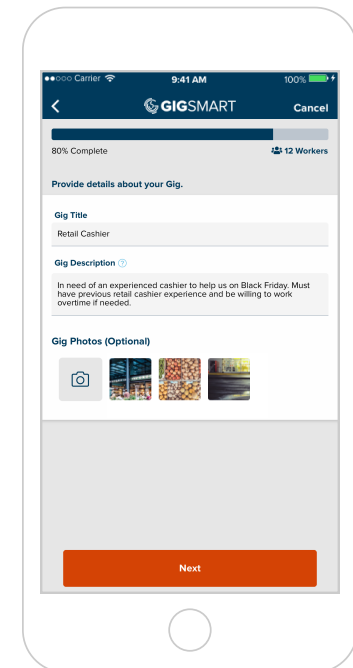 Carrier 9:41 AM 100%
GIGSMART Cancel
80% Complete 12 Workers
Provide details about your Gig.
Gig Title
Retail Cashier
Gig Description ?
In need of an experienced cashier to help us on Black Friday. Must
have previous retail cashier experience and be willing to work
overtime if needed.
Gig Photos (Optional)
Next